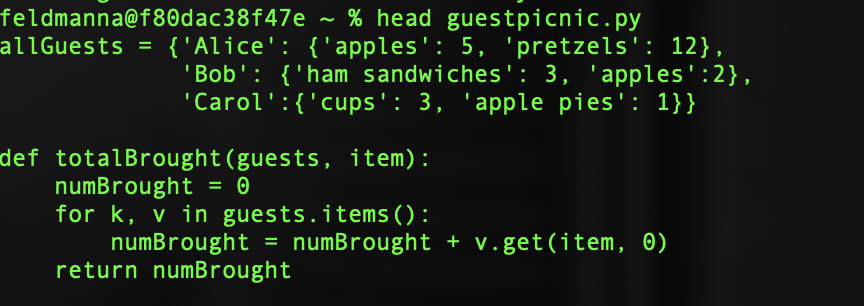 feldmanna@f80dac38f47e ~ % head guestpicnic.py
allGuests = {'Alice': {'apples': 5, 'pretzels': 12},
'Bob': {'ham sandwiches': 3, 'apples':2},
'Carol':{'cups': 3, 'apple pies': 1}}
def totalBrought(guests, item):
numBrought = 0
for k, v in guests.items():
numBrought = numBrought + v.get(item, 0)
return numBrought